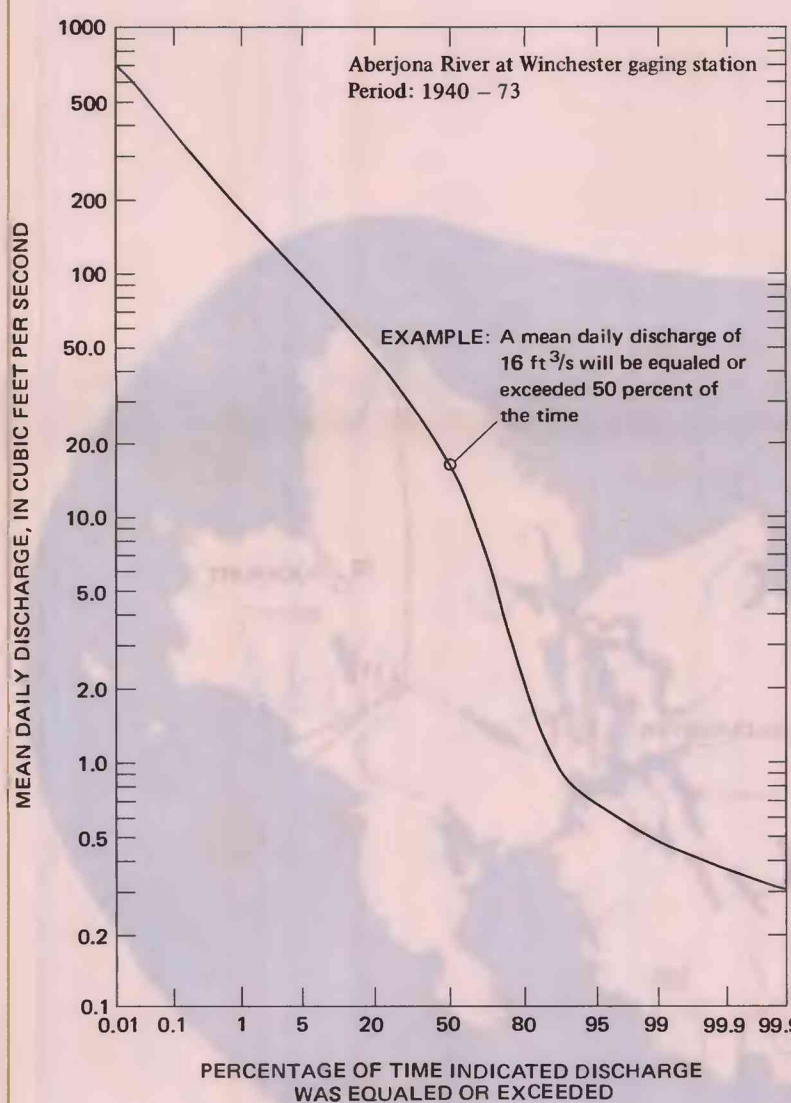 Aberjona River at Winchester gaging station
Period: 1940 – 73
1000
500
200
100
50.0
20.0
10.0
5.0
2.0
1.0
0.5
0.2
0.1
MEAN DAILY DISCHARGE, IN CUBIC FEET PER SECOND
EXAMPLE: A mean daily discharge of
16 ft³/s will be equaled or
exceeded 50 percent of
the time
0.01 0.1 1 5 20 50 80 95 99 99.9 99.9
PERCENTAGE OF TIME INDICATED DISCHARGE
WAS EQUALED OR EXCEEDED